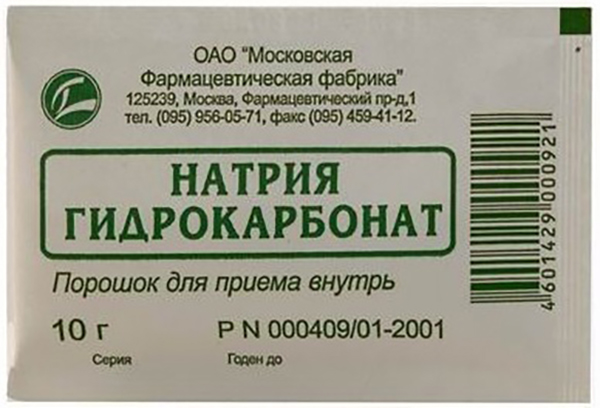 ОАО "Московская
Фармацевтическая фабрика"
125239, Москва, Фармацевтический пр-д,1
тел. (095) 956-05-71, факс (095) 459-41-12.
НАТРИЯ
ГИДРОКАРБОНАТ
Порошок для приема внутрь
10 г
P N 000409/01-2001
Серия
Годен до
4601429000921